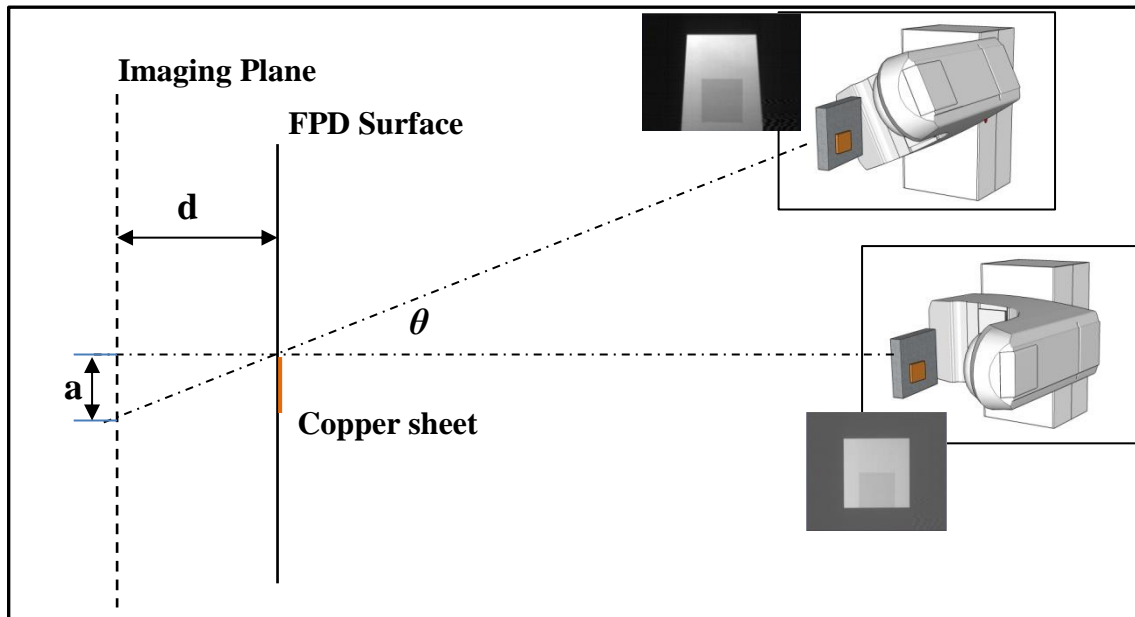 Imaging Plane
FPD Surface
d
θ
a
Copper sheet